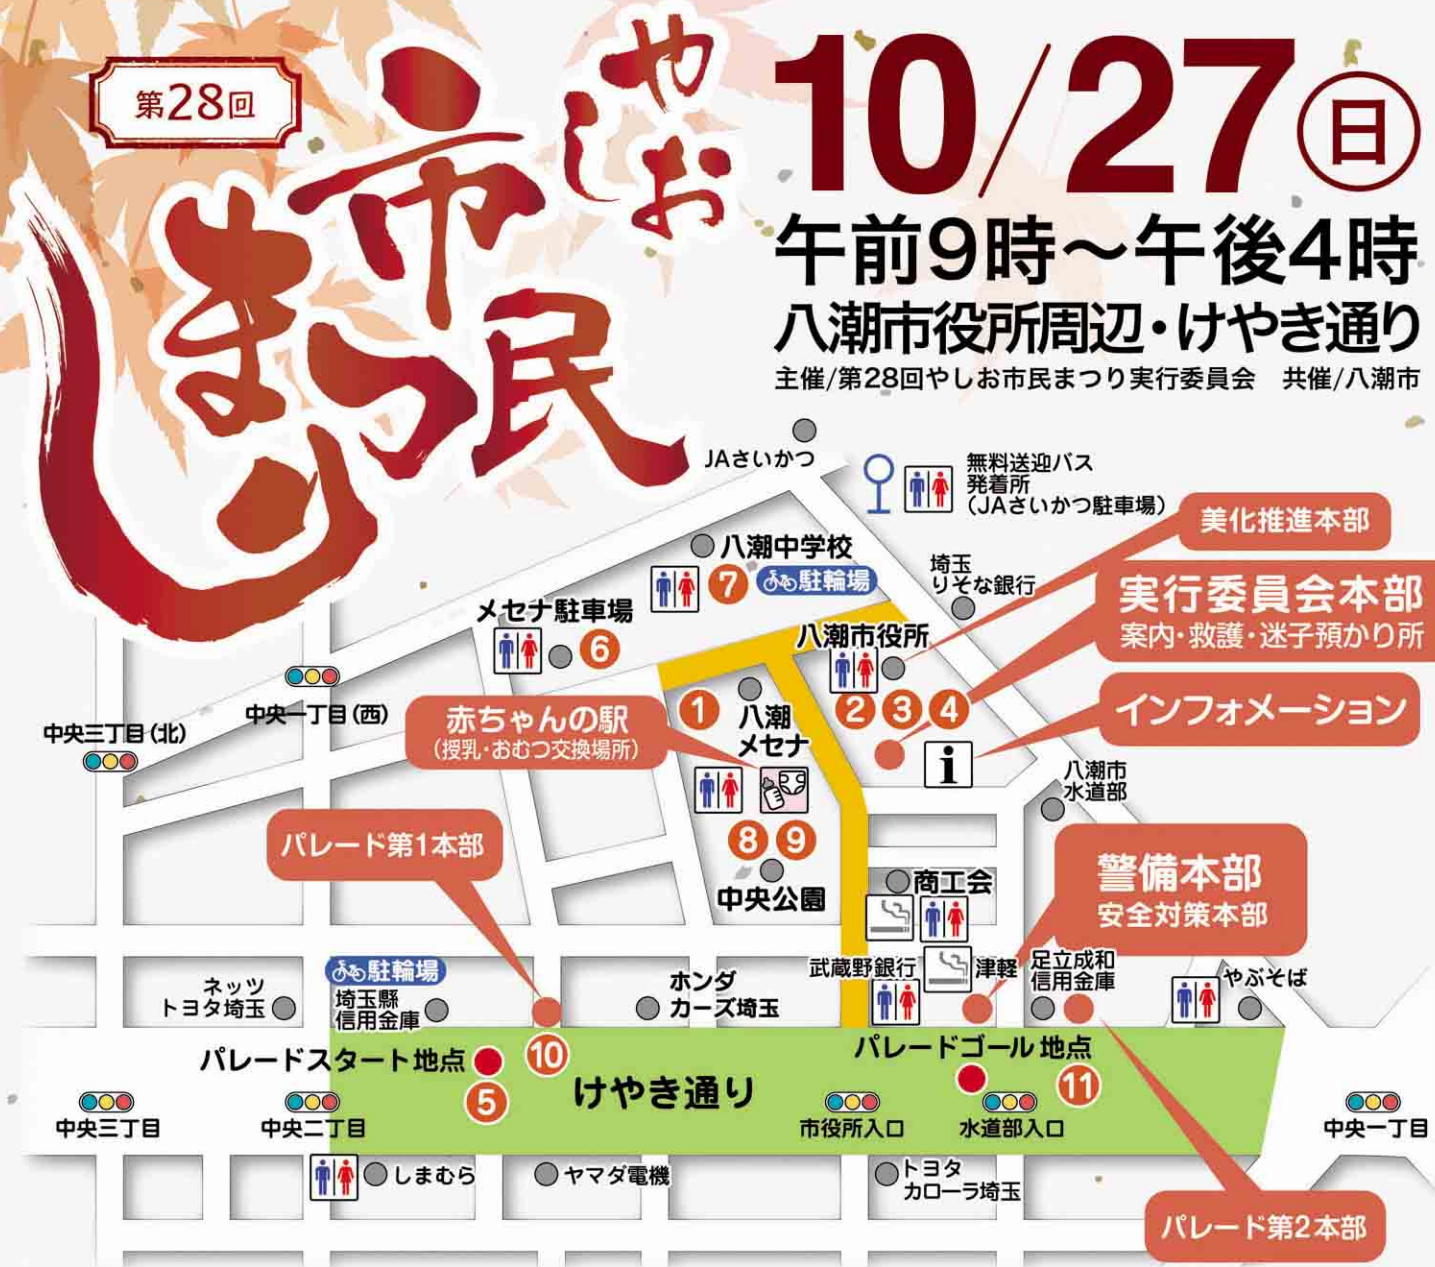 第28回
やしお
市民
まつり
10/27㊐
午前9時～午後4時
八潮市役所周辺・けやき通り
主催/第28回やしお市民まつり実行委員会 共催/八潮市
JAさいかつ
無料送迎バス
発着所
（JAさいかつ駐車場）
美化推進本部
八潮中学校
7
駐輪場
埼玉
りそな銀行
実行委員会本部
案内・救護・迷子預かり所
メセナ駐車場
6
八潮市役所
2 3 4
インフォメーション
i
中央一丁目（西）
中央三丁目（北）
赤ちゃんの駅
（授乳・おむつ交換場所）
1
八潮
メセナ
8 9
中央公園
八潮市
水道部
パレード第1本部
警備本部
安全対策本部
商工会
武蔵野銀行
津軽
足立成和
信用金庫
やぶそば
ネッツ
トヨタ埼玉
駐輪場
埼玉縣
信用金庫
ホンダ
カーズ埼玉
パレードスタート地点
5
10
けやき通り
パレードゴール地点
11
中央三丁目
中央二丁目
市役所入口
水道部入口
中央一丁目
しまむら
ヤマダ電機
トヨタ
カローラ埼玉
パレード第2本部